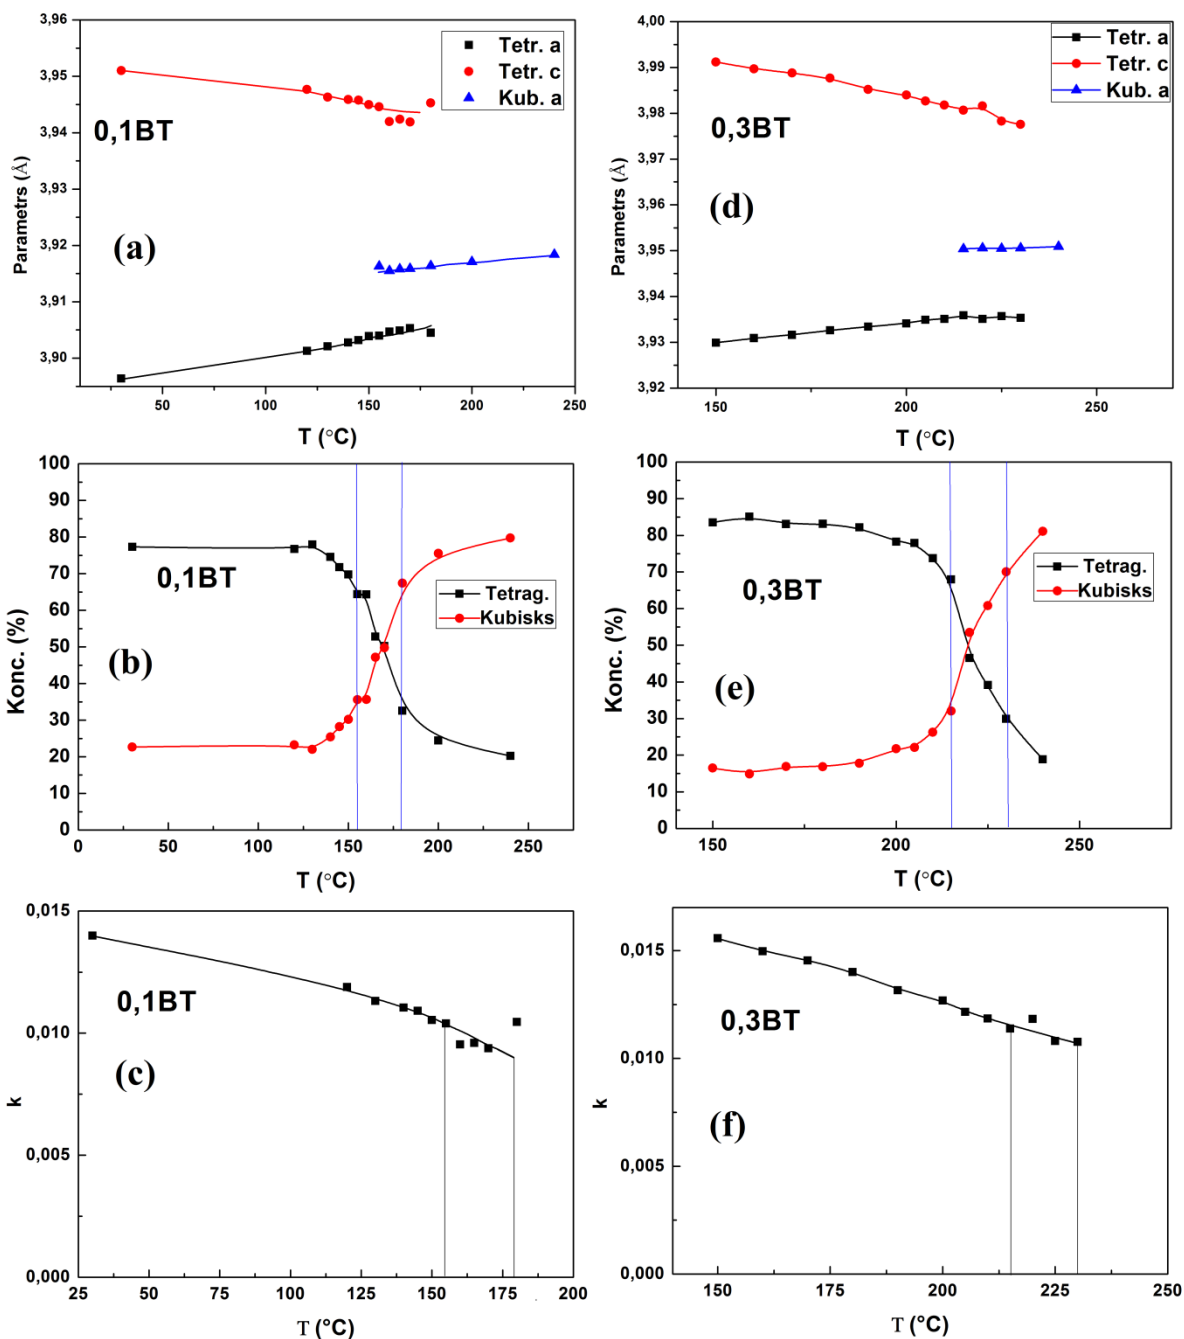 3,96
3,95
3,94
3,93
3,92
3,91
3,90
Parametrs (Å)
Tetr. a
Tetr. c
Kub. a
0,1BT
(a)
50
100
150
200
250
T (°C)
4,00
3,99
3,98
3,97
3,96
3,95
3,94
3,93
3,92
Parametrs (Å)
Tetr. a
Tetr. c
Kub. a
0,3BT
(d)
150
200
250
T (°C)
100
90
80
70
60
50
40
30
20
10
0
Konc. (%)
0,1BT
Tetrag.
Kubisks
(b)
0
50
100
150
200
250
T (°C)
100
90
80
70
60
50
40
30
20
10
0
Konc. (%)
0,3BT
Tetrag.
Kubisks
(e)
150
200
250
T (°C)
0,015
0,010
0,005
0,000
k
0,1BT
(c)
25
50
75
100
125
150
175
200
T (°C)
0,015
0,010
0,005
0,000
k
0,3BT
(f)
150
175
200
225
250
T (°C)